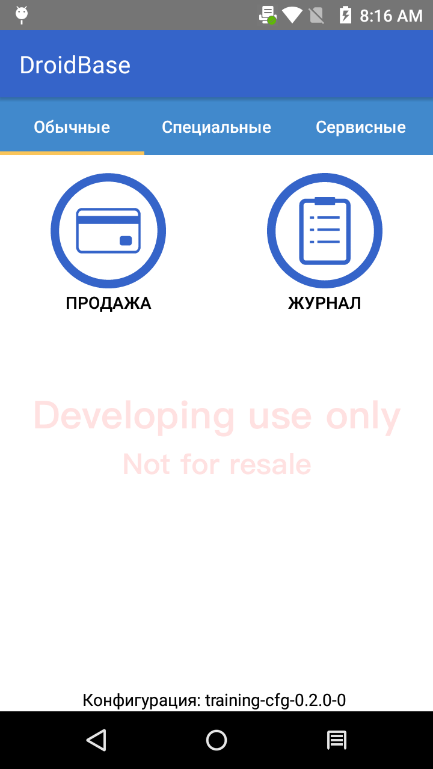 8:16 AM
DroidBase
Обычные Специальные Сервисные
ПРОДАЖА ЖУРНАЛ
Developing use only
Not for resale
Конфигурация: training-cfg-0.2.0-0